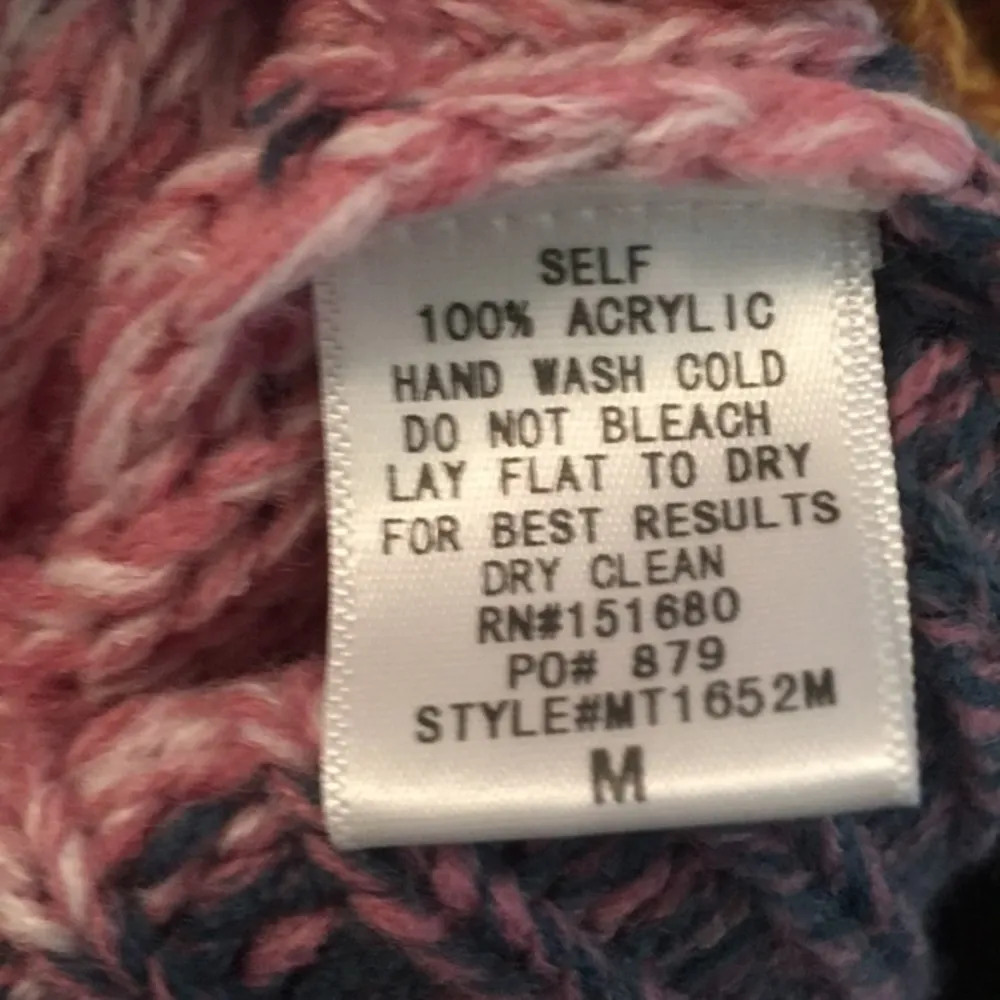 SELF
100% ACRYLIC
HAND WASH COLD
DO NOT BLEACH
LAY FLAT TO DRY
FOR BEST RESULTS
DRY CLEAN
RN#151680
PO# 879
STYLE#MT1652M
M